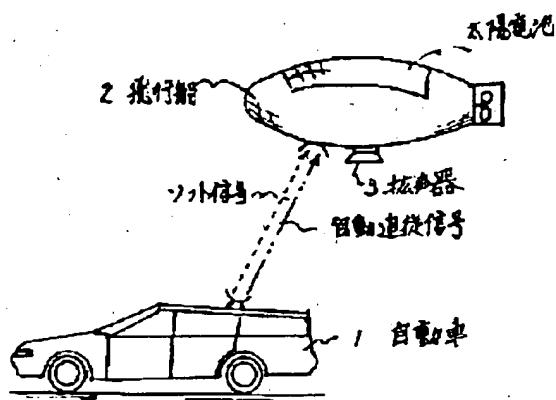 太陽電池
2 飛行船
3 拡声器
ソフト信号
自動追従信号
1 自動車